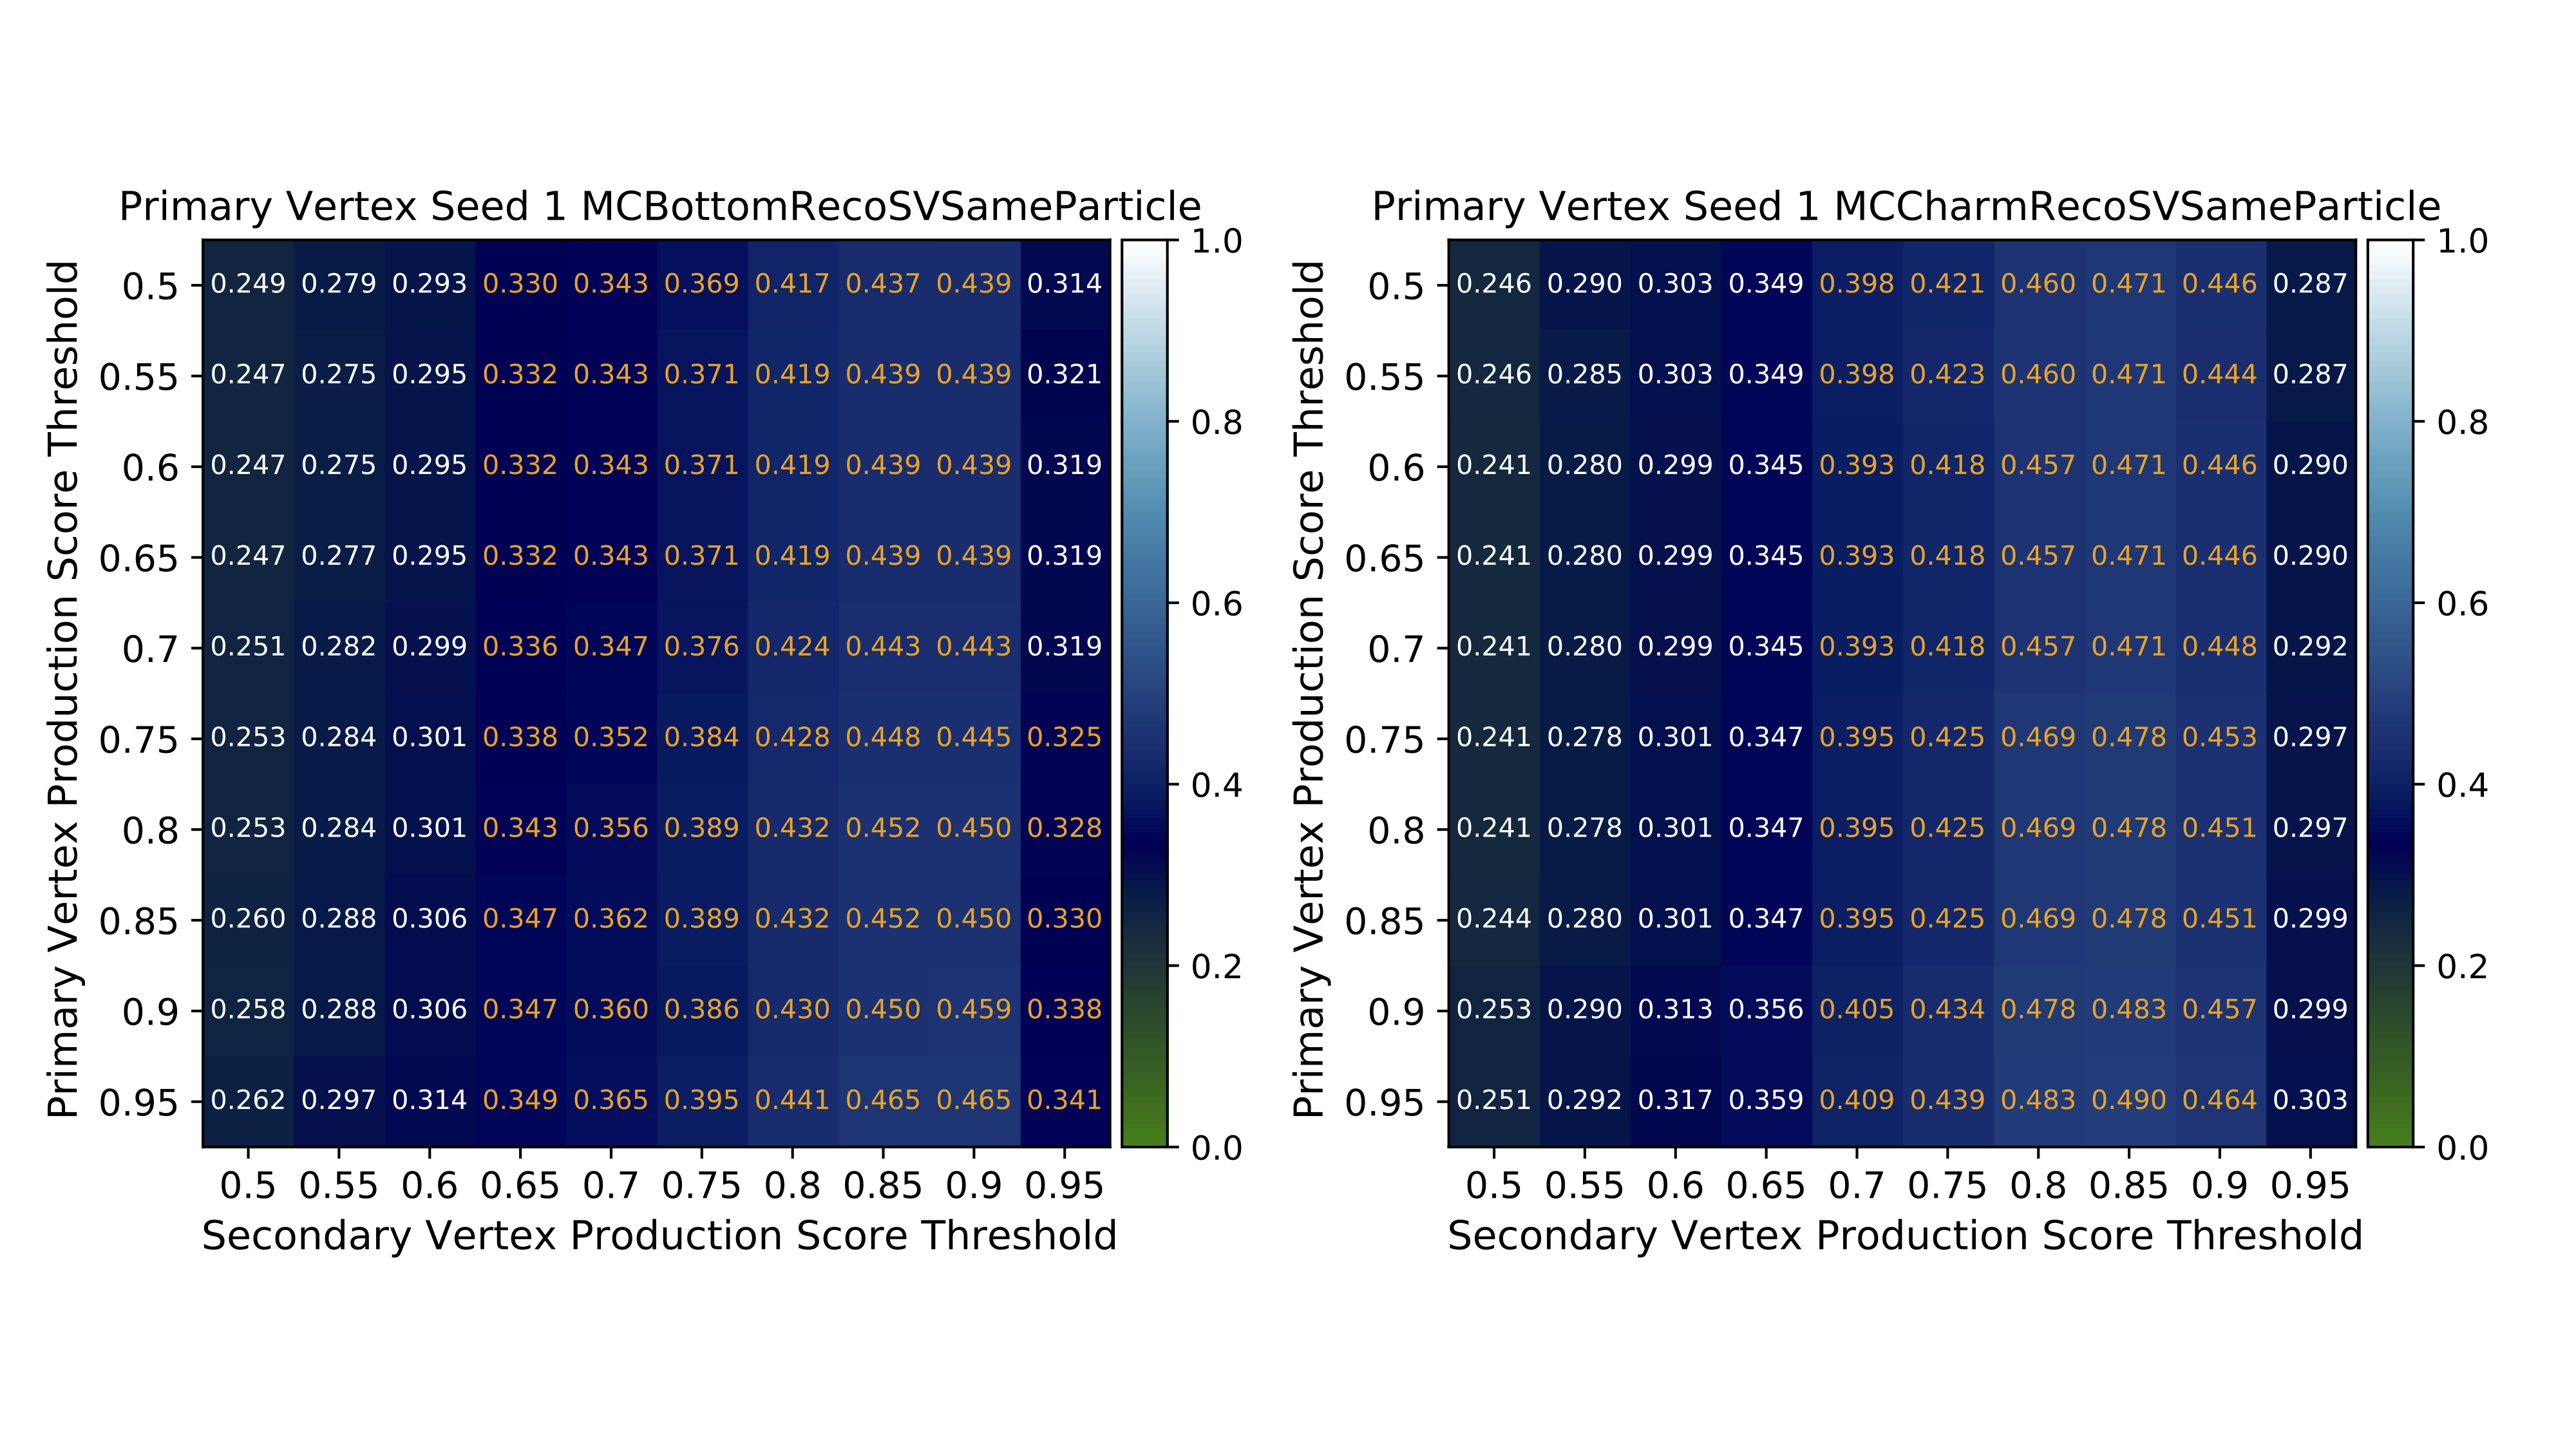 Primary Vertex Seed 1 MCBottomRecoSVSameParticle
Primary Vertex Production Score Threshold
0.5 0.249 0.279 0.293 0.330 0.343 0.369 0.417 0.437 0.439 0.314
0.55 0.247 0.275 0.295 0.332 0.343 0.371 0.419 0.439 0.439 0.321
0.6 0.247 0.275 0.295 0.332 0.343 0.371 0.419 0.439 0.439 0.319
0.65 0.247 0.277 0.295 0.332 0.343 0.371 0.419 0.439 0.439 0.319
0.7 0.251 0.282 0.299 0.336 0.347 0.376 0.424 0.443 0.443 0.319
0.75 0.253 0.284 0.301 0.338 0.352 0.384 0.428 0.448 0.445 0.325
0.8 0.253 0.284 0.301 0.343 0.356 0.389 0.432 0.452 0.450 0.328
0.85 0.260 0.288 0.306 0.347 0.362 0.389 0.432 0.452 0.450 0.330
0.9 0.258 0.288 0.306 0.347 0.360 0.386 0.430 0.450 0.459 0.338
0.95 0.262 0.297 0.314 0.349 0.365 0.395 0.441 0.465 0.465 0.341
0.5 0.55 0.6 0.65 0.7 0.75 0.8 0.85 0.9 0.95
Secondary Vertex Production Score Threshold
1.0
0.8
0.6
0.4
0.2
0.0
Primary Vertex Seed 1 MCCharmRecoSVSameParticle
Primary Vertex Production Score Threshold
0.5 0.246 0.290 0.303 0.349 0.398 0.421 0.460 0.471 0.446 0.287
0.55 0.246 0.285 0.303 0.349 0.398 0.423 0.460 0.471 0.444 0.287
0.6 0.241 0.280 0.299 0.345 0.393 0.418 0.457 0.471 0.446 0.290
0.65 0.241 0.280 0.299 0.345 0.393 0.418 0.457 0.471 0.446 0.290
0.7 0.241 0.280 0.299 0.345 0.393 0.418 0.457 0.471 0.448 0.292
0.75 0.241 0.278 0.301 0.347 0.395 0.425 0.469 0.478 0.453 0.297
0.8 0.241 0.278 0.301 0.347 0.395 0.425 0.469 0.478 0.451 0.297
0.85 0.244 0.280 0.301 0.347 0.395 0.425 0.469 0.478 0.451 0.299
0.9 0.253 0.290 0.313 0.356 0.405 0.434 0.478 0.483 0.457 0.299
0.95 0.251 0.292 0.317 0.359 0.409 0.439 0.483 0.490 0.464 0.303
0.5 0.55 0.6 0.65 0.7 0.75 0.8 0.85 0.9 0.95
Secondary Vertex Production Score Threshold
1.0
0.8
0.6
0.4
0.2
0.0